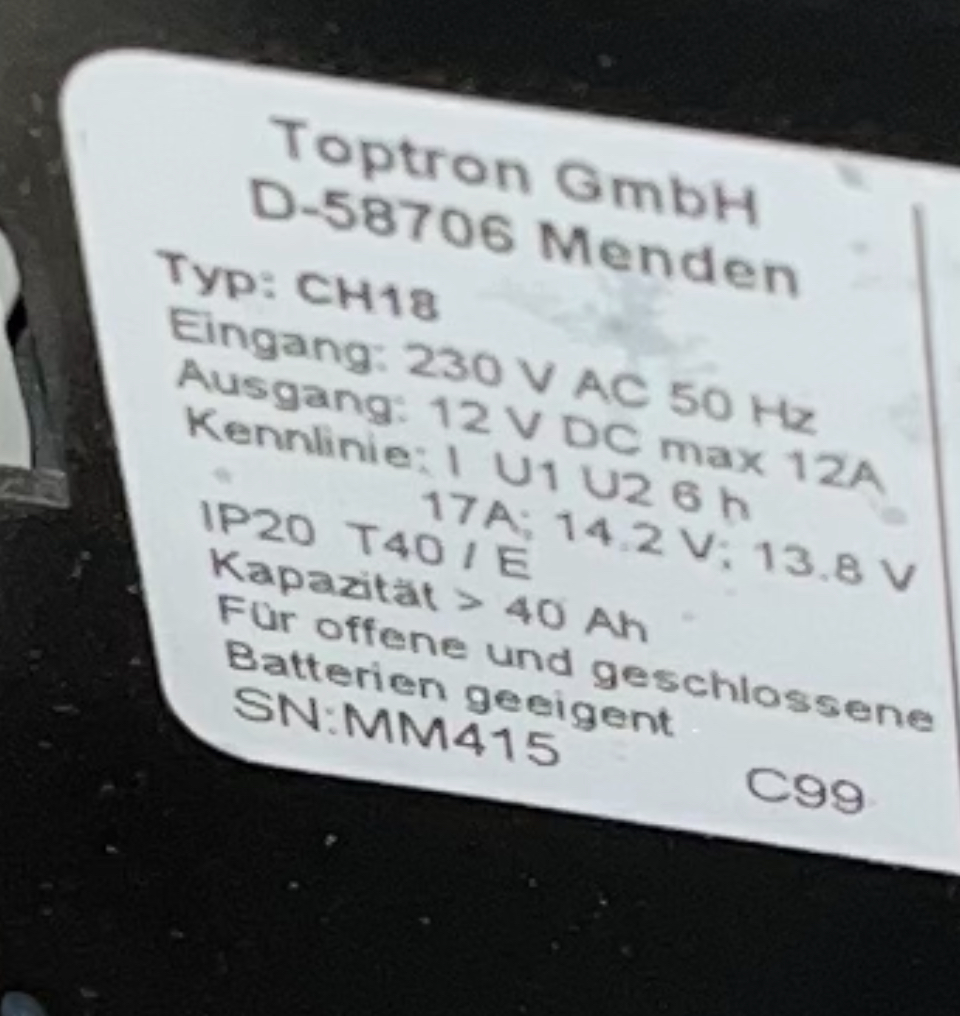 Toptron GmbH
D-58706 Menden
Typ: CH18
Eingang: 230 V AC 50 Hz
Ausgang: 12 V DC max 12A
Kennlinie: I U1 U2 6 h
17A; 14.2 V; 13.8 V
IP20 T40 / E
Kapazität > 40 Ah
Für offene und geschlossene
Batterien geeigent
SN:MM415
C99